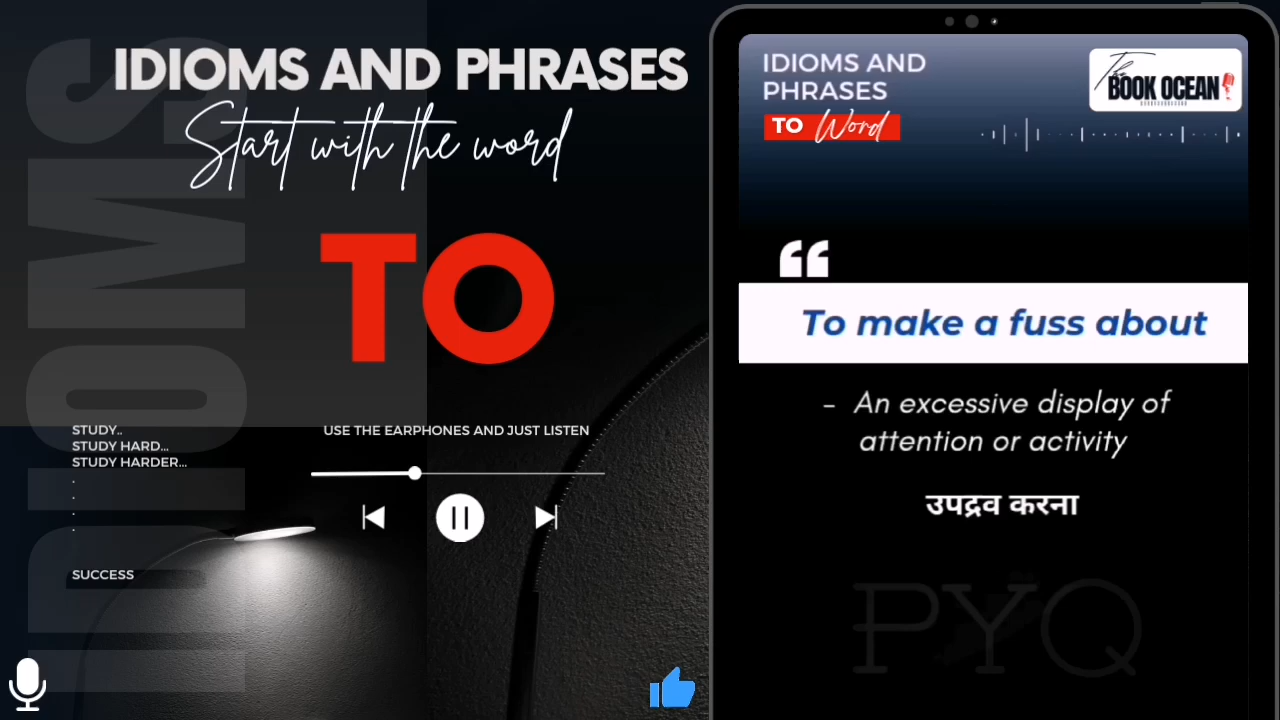 IDIOMS
IDIOMS AND PHRASES
Start with the word
TO
STUDY..
STUDY HARD...
STUDY HARDER...
.
.
.
.
SUCCESS
USE THE EARPHONES AND JUST LISTEN
IDIOMS AND
PHRASES
TO Word
The
BOOK OCEAN
To make a fuss about
- An excessive display of
attention or activity
उपद्रव करना
PYQ